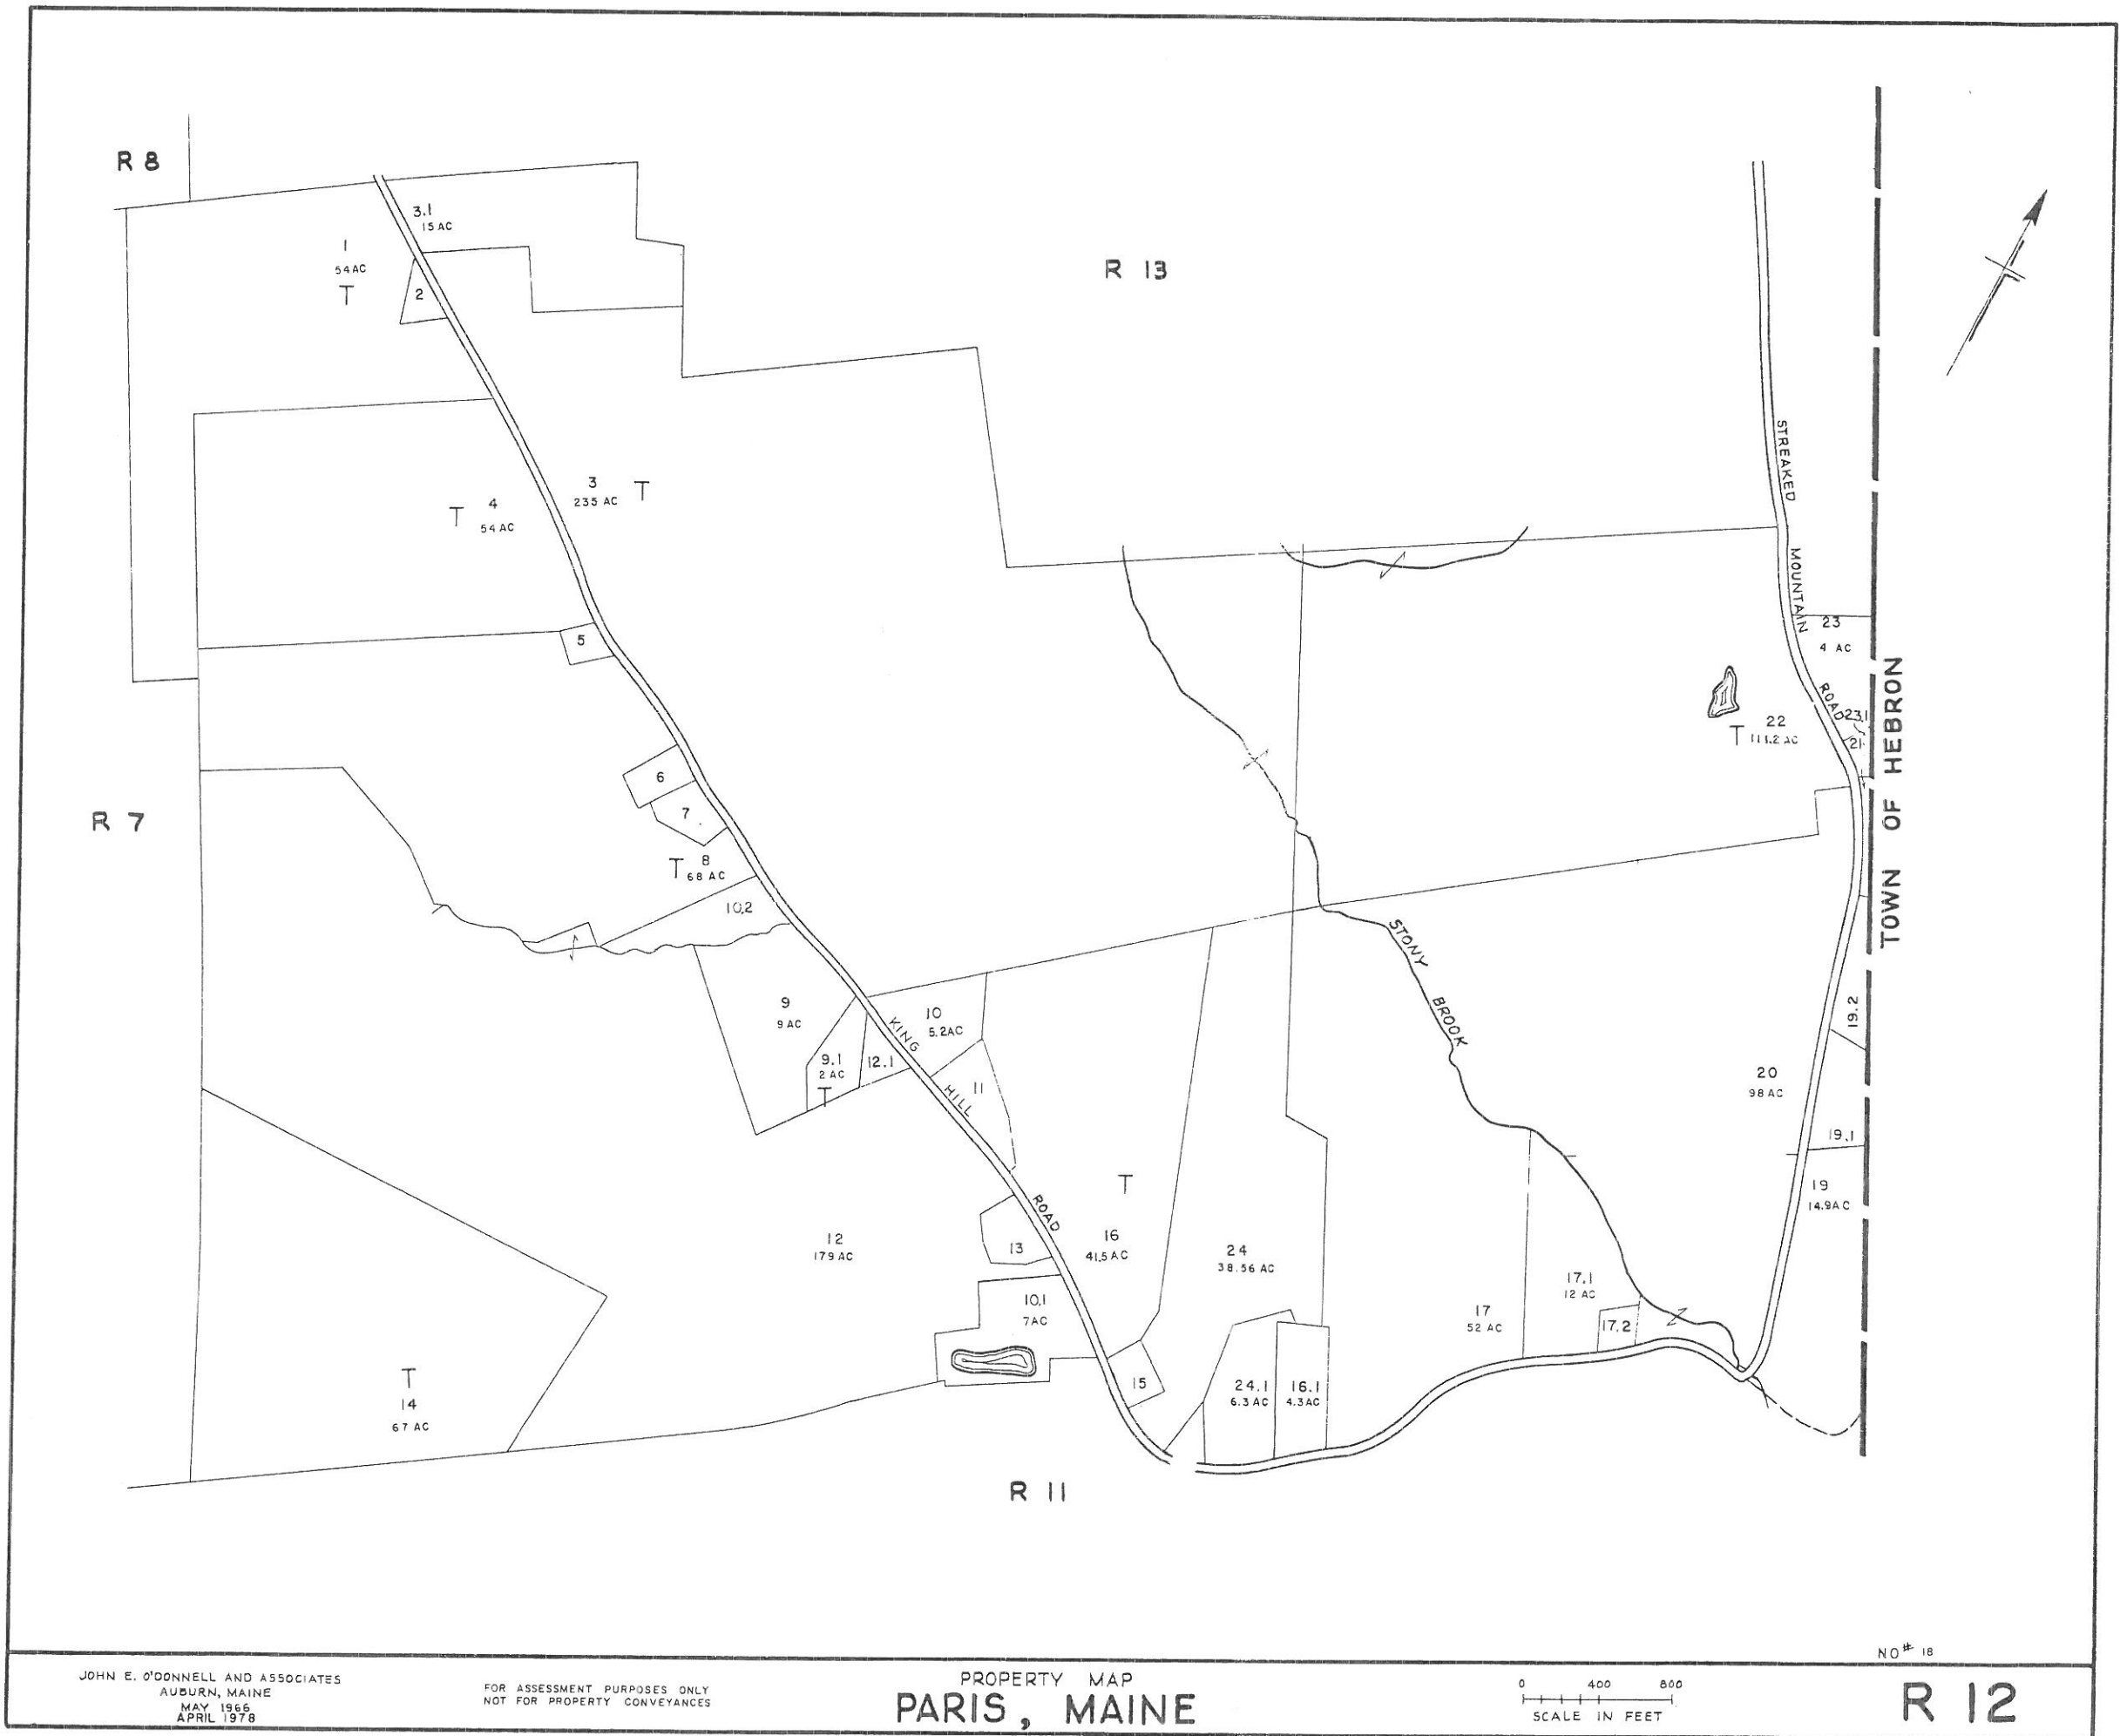 R 8
3.1
15 AC
1
54 AC
T
2
R 13
3
235 AC
T
4
T
54 AC
5
STREAKED
MOUNTAIN
ROAD
23
4 AC
23.1
21
22
T 111.2 AC
TOWN OF HEBRON
R 7
6
7
8
T 68 AC
10.2
9
9 AC
9.1
2 AC
T
12.1
KING
HILL
ROAD
10
5.2 AC
11
STONY
BROOK
19.2
20
98 AC
19.1
19
14.9 AC
T
16
41.5 AC
12
179 AC
13
24
38.56 AC
10.1
7 AC
17.1
12 AC
17
52 AC
17.2
15
24.1
6.3 AC
16.1
4.3 AC
T
14
67 AC
R 11
NO# 18
JOHN E. O'DONNELL AND ASSOCIATES
AUBURN, MAINE
MAY 1966
APRIL 1978
FOR ASSESSMENT PURPOSES ONLY
NOT FOR PROPERTY CONVEYANCES
PROPERTY MAP
PARIS, MAINE
0 400 800
SCALE IN FEET
R 12